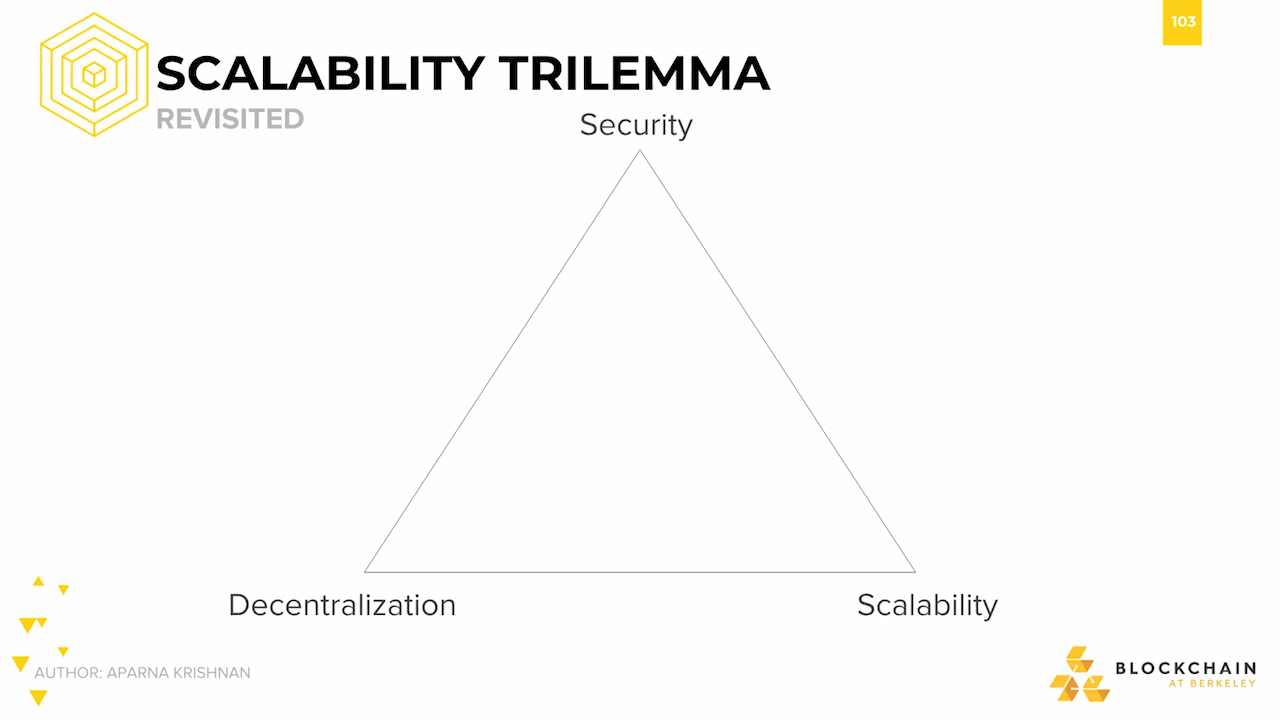 103
SCALABILITY TRILEMMA
REVISITED
Security
Decentralization
Scalability
AUTHOR: APARNA KRISHNAN
BLOCKCHAIN
AT BERKELEY